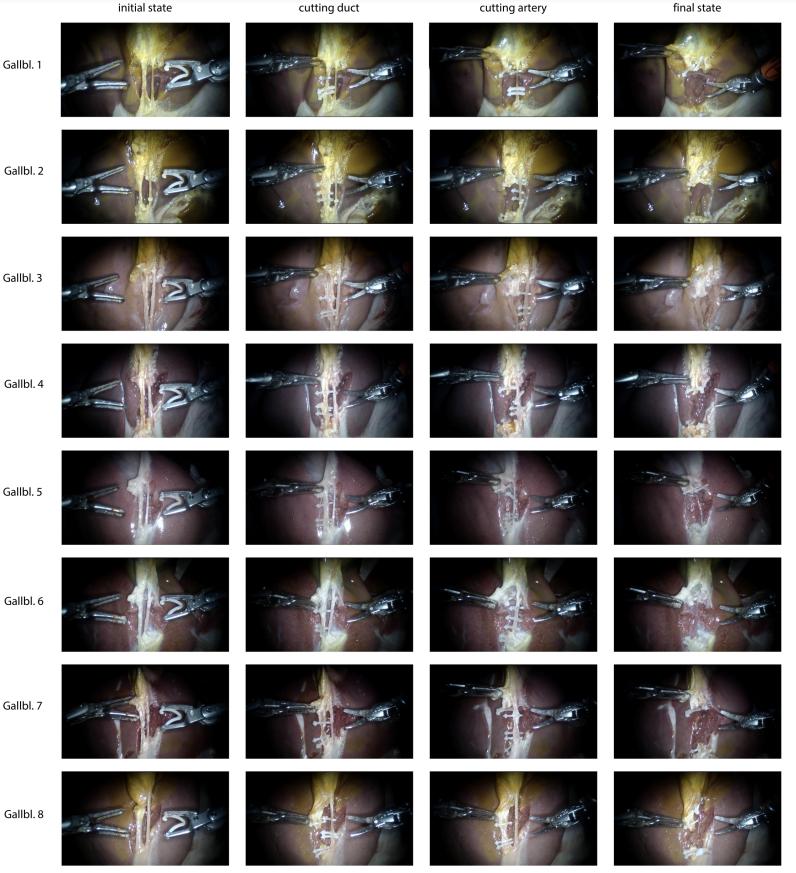 initial state cutting duct cutting artery final state
Gallbl. 1
Gallbl. 2
Gallbl. 3
Gallbl. 4
Gallbl. 5
Gallbl. 6
Gallbl. 7
Gallbl. 8